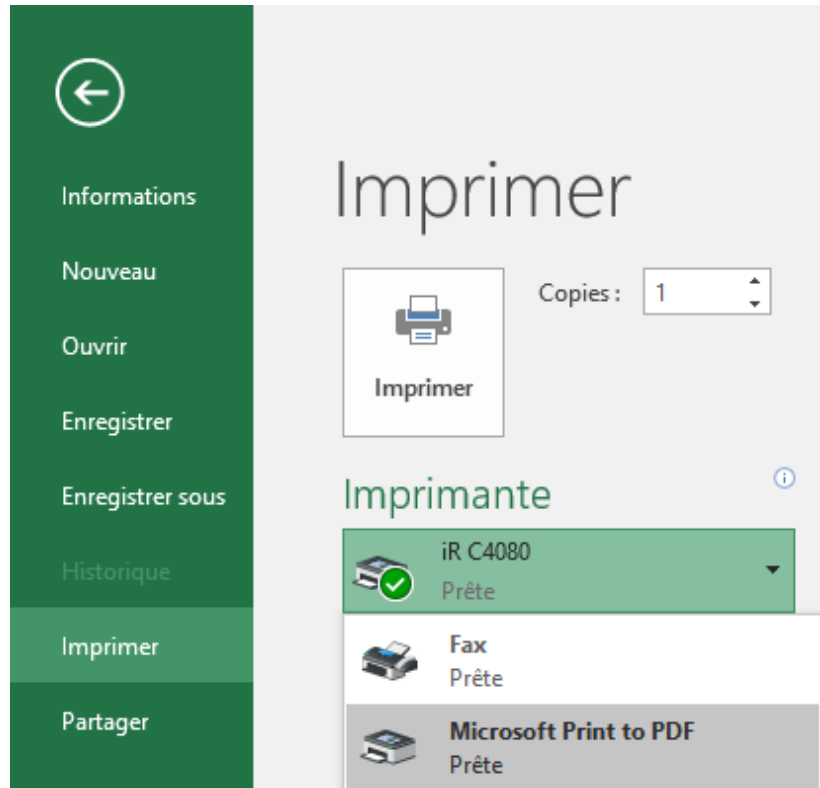 Informations
Nouveau
Ouvrir
Enregistrer
Enregistrer sous
Historique
Imprimer
Partager
Imprimer
Copies : 1
Imprimer
Imprimante
iR C4080
Prête
Fax
Prête
Microsoft Print to PDF
Prête